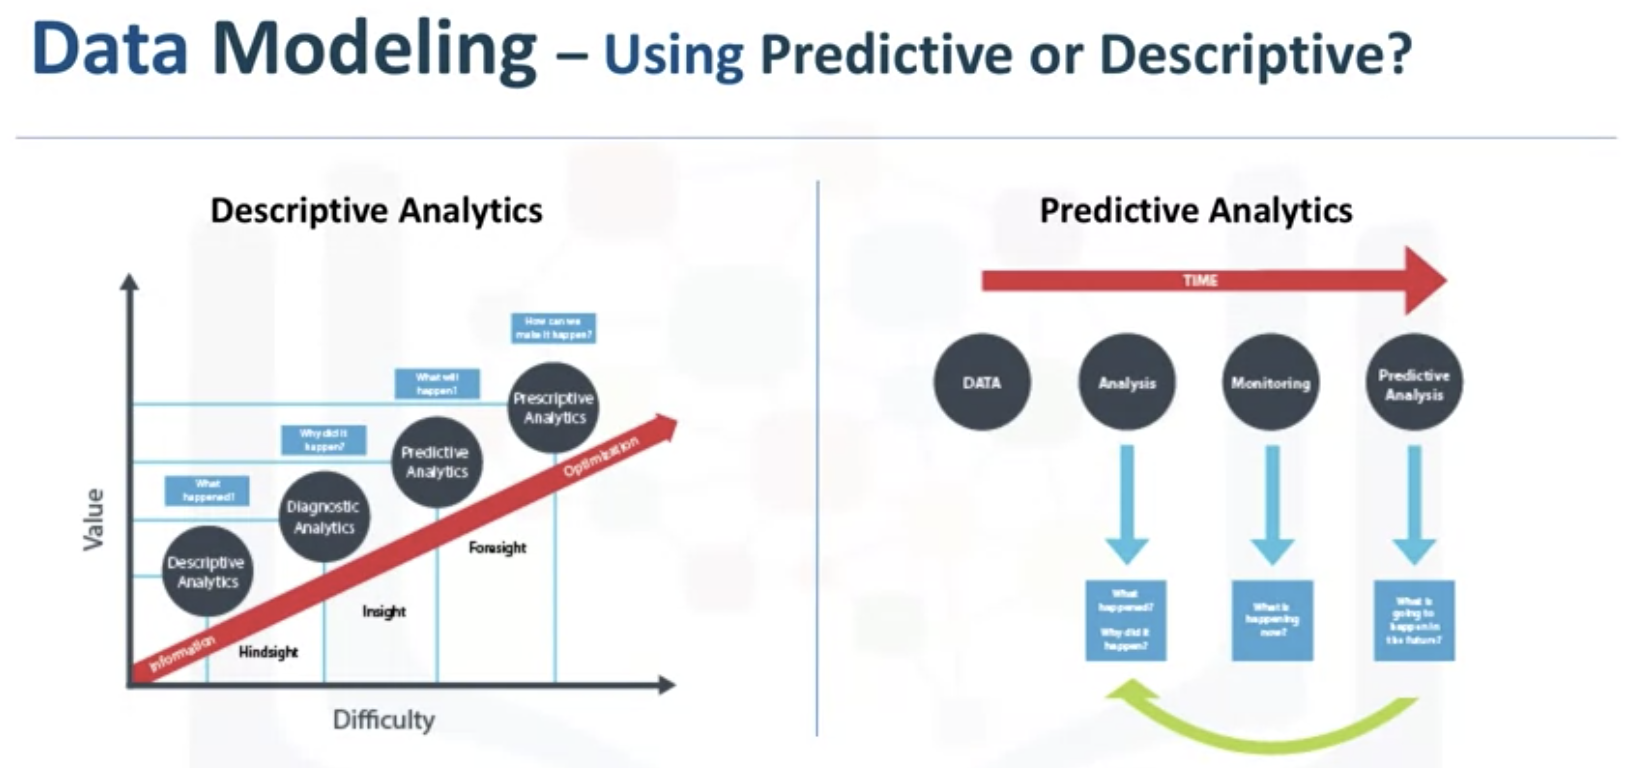 Data Modeling – Using Predictive or Descriptive?
Descriptive Analytics
How can we
make it happen?
What will
happen?
Prescriptive
Analytics
Why did it
happen?
Predictive
Analytics
Optimization
What
happened?
Diagnostic
Analytics
Value
Foresight
Descriptive
Analytics
Insight
Information
Hindsight
Difficulty
Predictive Analytics
TIME
DATA
Analysis
Monitoring
Predictive
Analysis
What
happened?
Why did it
happen?
What is
happening
now?
What is
going to
happen in
the future?